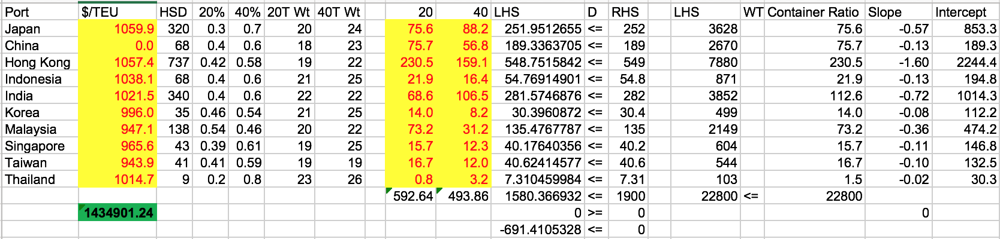 Port $/TEU HSD 20% 40% 20T Wt 40T Wt 20 40 LHS D RHS LHS WT Container Ratio Slope Intercept
Japan 1059.9 320 0.3 0.7 20 24 75.6 88.2 251.9512655 <= 252 3628 75.6 -0.57 853.3
China 0.0 68 0.4 0.6 18 23 75.7 56.8 189.3363705 <= 189 2670 75.7 -0.13 189.3
Hong Kong 1057.4 737 0.42 0.58 19 22 230.5 159.1 548.7515842 <= 549 7880 230.5 -1.60 2244.4
Indonesia 1038.1 68 0.4 0.6 21 25 21.9 16.4 54.76914901 <= 54.8 871 21.9 -0.13 194.8
India 1021.5 340 0.4 0.6 22 22 68.6 106.5 281.5746876 <= 282 3852 112.6 -0.72 1014.3
Korea 996.0 35 0.46 0.54 21 25 14.0 8.2 30.3960872 <= 30.4 499 14.0 -0.08 112.2
Malaysia 947.1 138 0.54 0.46 20 22 73.2 31.2 135.4767787 <= 135 2149 73.2 -0.36 474.2
Singapore 965.6 43 0.39 0.61 19 25 15.7 12.3 40.17640356 <= 40.2 604 15.7 -0.11 146.8
Taiwan 943.9 41 0.41 0.59 19 19 16.7 12.0 40.62414577 <= 40.6 544 16.7 -0.10 132.5
Thailand 1014.7 9 0.2 0.8 23 26 0.8 3.2 7.310459984 <= 7.31 103 1.5 -0.02 30.3
592.64 493.86 1580.366932 <= 1900 22800 <= 22800
1434901.24 0 >= 0 0
-691.4105328 <= 0